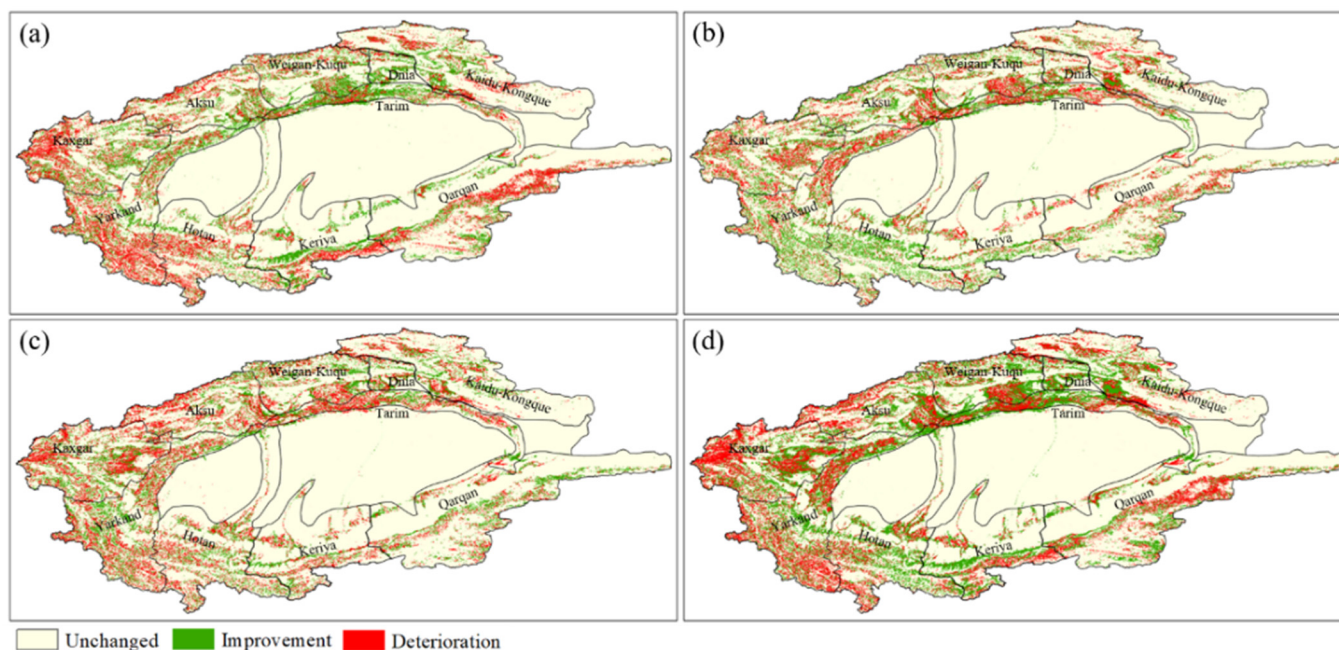 (a)
Weigan-Kuqu
Dina
Kaidu-Kongque
Aksu
Tarim
Kaxgar
Qarqan
Yarkand
Hotan
Keriya
(b)
Weigan-Kuqu
Dina
Kaidu-Kongque
Aksu
Tarim
Kaxgar
Qarqan
Yarkand
Hotan
Keriya
(c)
Weigan-Kuqu
Dina
Kaidu-Kongque
Aksu
Tarim
Kaxgar
Qarqan
Yarkand
Hotan
Keriya
(d)
Weigan-Kuqu
Dina
Kaidu-Kongque
Aksu
Tarim
Kaxgar
Qarqan
Yarkand
Hotan
Keriya
Unchanged Improvement Deterioration